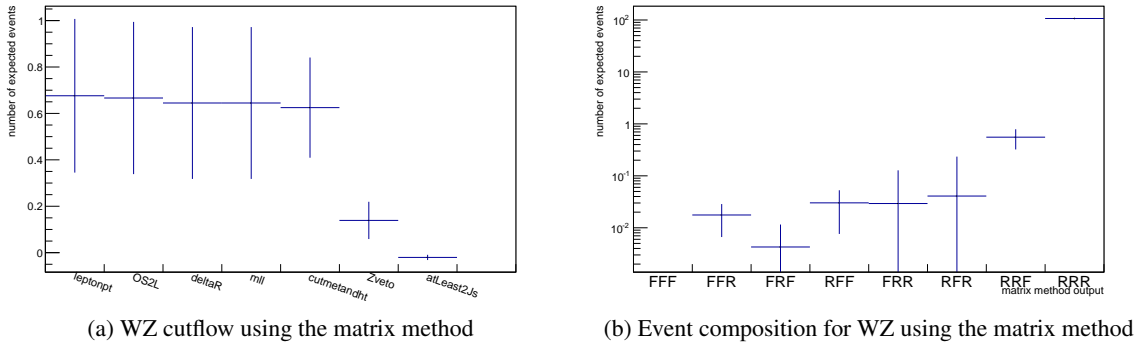 number of expected events
1
0.8
0.6
0.4
0.2
0
leptonpt OS2L deltaR mll cutmetandht Zveto atLeast2Js
(a) WZ cutflow using the matrix method
number of expected events
10²
10
1
10⁻¹
10⁻²
FFF FFR FRF RFF FRR RFR RRF RRR
matrix method output
(b) Event composition for WZ using the matrix method